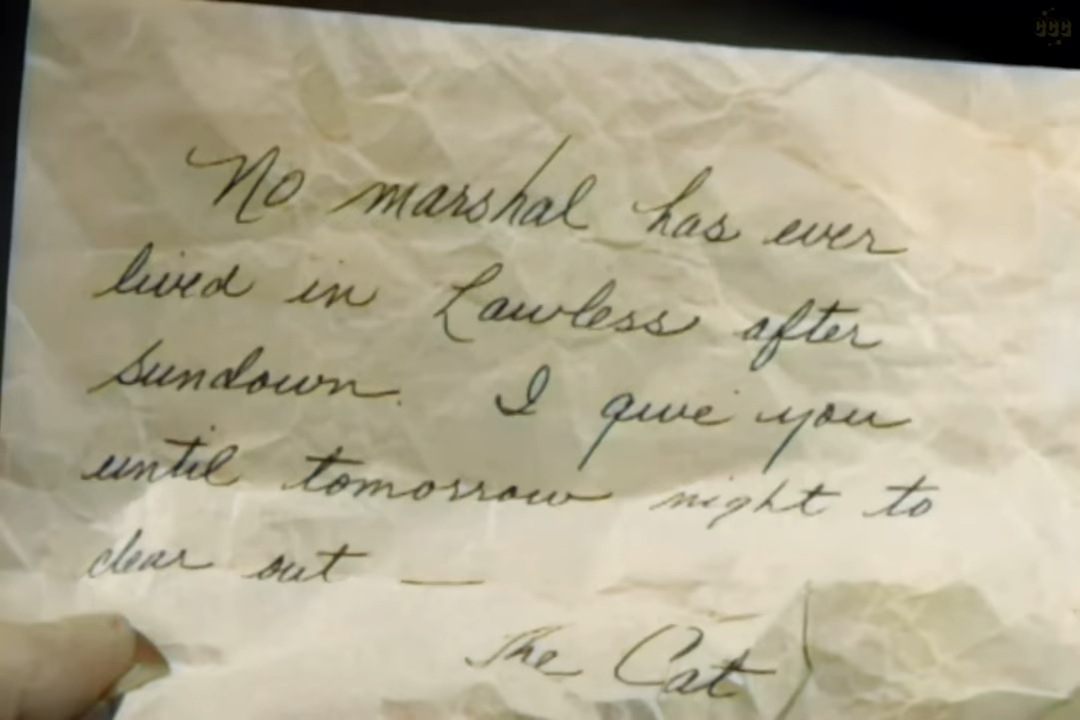 CCC
No marshal has ever
lived in Lawless after
sundown. I give you
until tomorrow night to
clear out —
The Cat